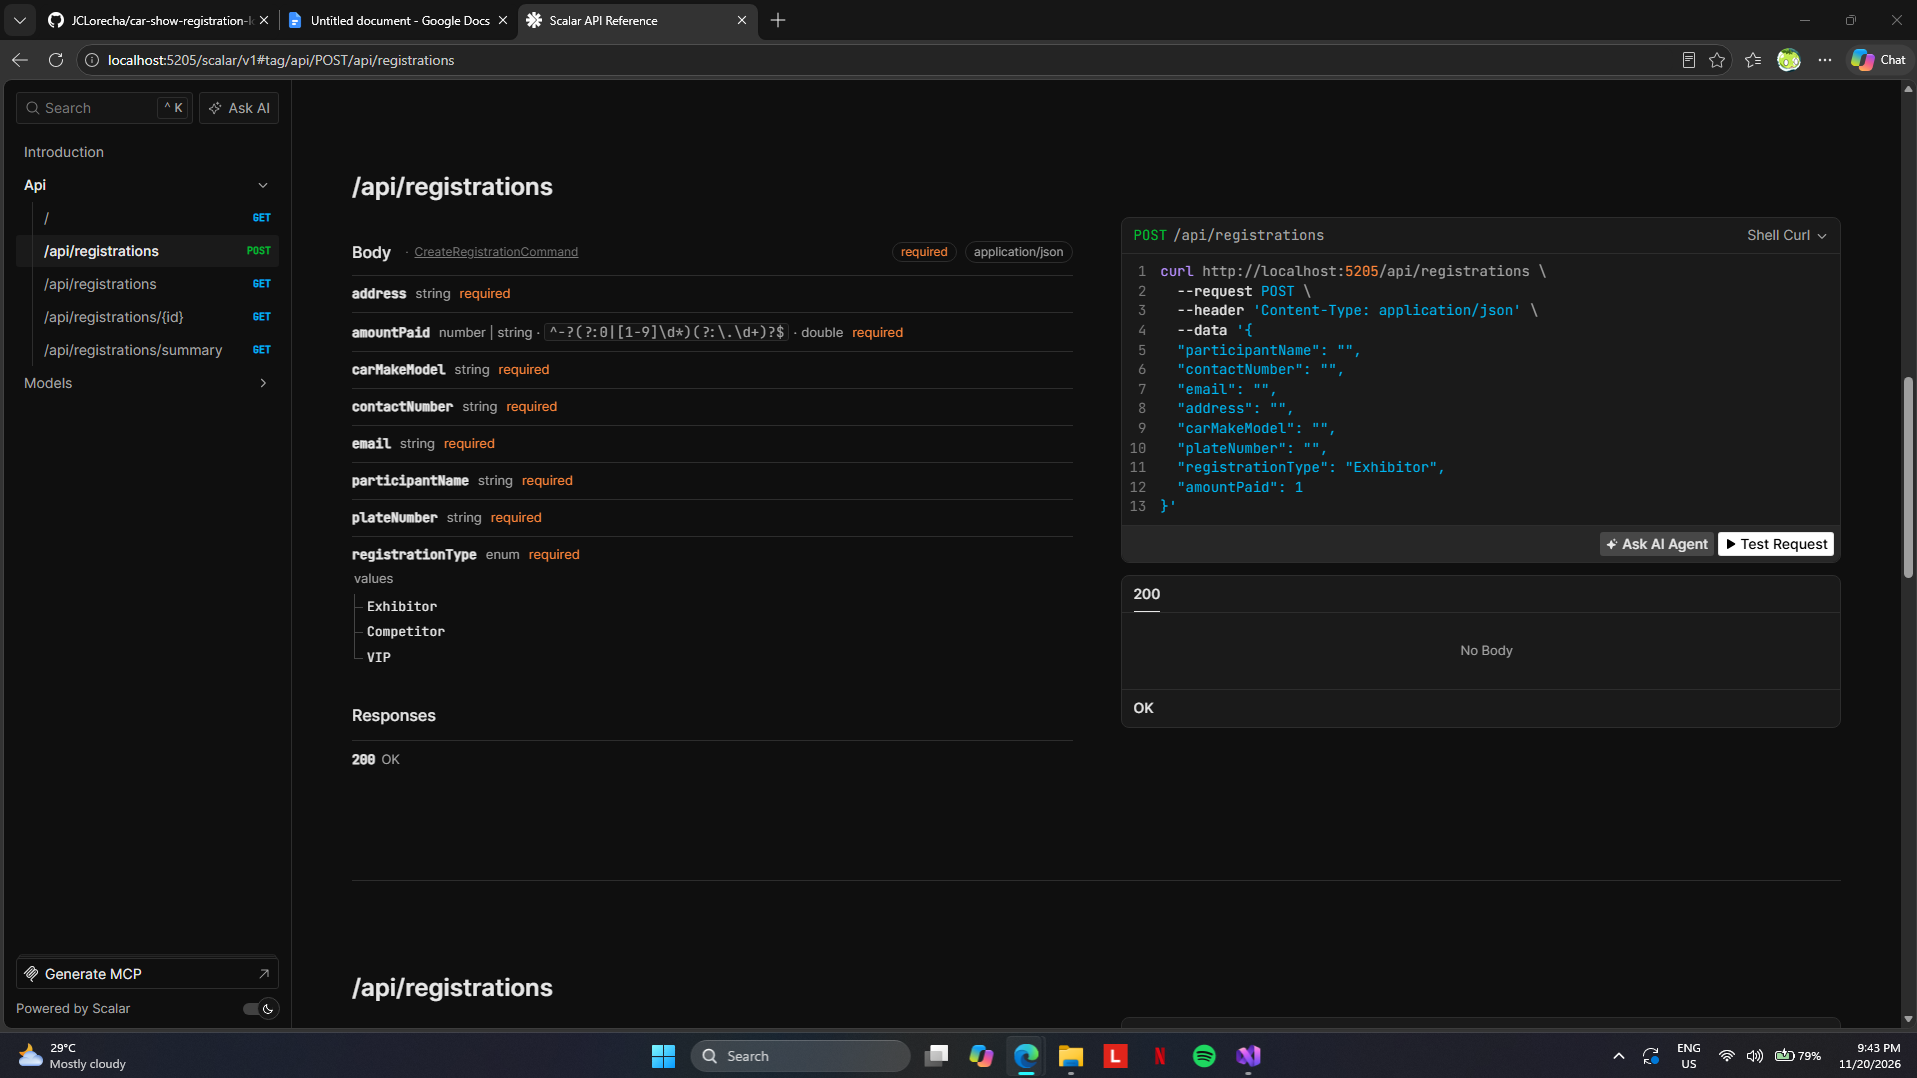 JCLorecha/car-show-registration-l
Untitled document - Google Docs
Scalar API Reference
localhost:5205/scalar/v1#tag/api/POST/api/registrations
Chat
Search
^ K
Ask AI
Introduction
Api
/ GET
/api/registrations POST
/api/registrations GET
/api/registrations/{id} GET
/api/registrations/summary GET
Models
Generate MCP
Powered by Scalar
/api/registrations
Body · CreateRegistrationCommand required application/json
address string required
amountPaid number | string · ^-?(?:0|[1-9]\d*)(?:\.\d+)?$ · double required
carMakeModel string required
contactNumber string required
email string required
participantName string required
plateNumber string required
registrationType enum required
values
Exhibitor
Competitor
VIP
Responses
200 OK
POST /api/registrations Shell Curl
1 curl http://localhost:5205/api/registrations \
2 --request POST \
3 --header 'Content-Type: application/json' \
4 --data '{
5 "participantName": "",
6 "contactNumber": "",
7 "email": "",
8 "address": "",
9 "carMakeModel": "",
10 "plateNumber": "",
11 "registrationType": "Exhibitor",
12 "amountPaid": 1
13 }'
Ask AI Agent
Test Request
200
No Body
OK
/api/registrations
29°C
Mostly cloudy
Search
L
N
ENG
US
79%
9:43 PM
11/20/2026